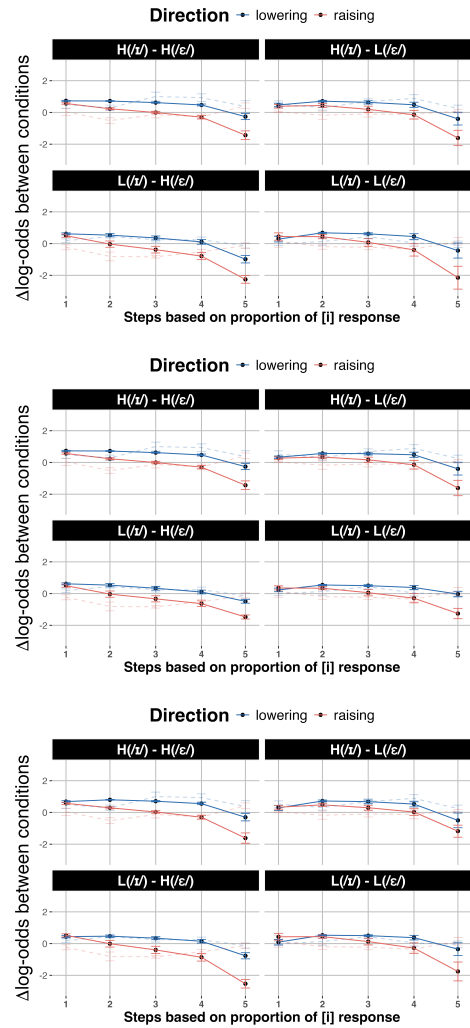 Direction lowering raising
H(/ɪ/) - H(/ɛ/) H(/ɪ/) - L(/ɛ/)
2
0
-2
L(/ɪ/) - H(/ɛ/) L(/ɪ/) - L(/ɛ/)
2
0
-2
1 2 3 4 5 1 2 3 4 5
Steps based on proportion of [i] response
Δlog-odds between conditions
Direction lowering raising
H(/ɪ/) - H(/ɛ/) H(/ɪ/) - L(/ɛ/)
2
0
-2
L(/ɪ/) - H(/ɛ/) L(/ɪ/) - L(/ɛ/)
2
0
-2
1 2 3 4 5 1 2 3 4 5
Steps based on proportion of [i] response
Δlog-odds between conditions
Direction lowering raising
H(/ɪ/) - H(/ɛ/) H(/ɪ/) - L(/ɛ/)
2
0
-2
L(/ɪ/) - H(/ɛ/) L(/ɪ/) - L(/ɛ/)
2
0
-2
1 2 3 4 5 1 2 3 4 5
Steps based on proportion of [i] response
Δlog-odds between conditions